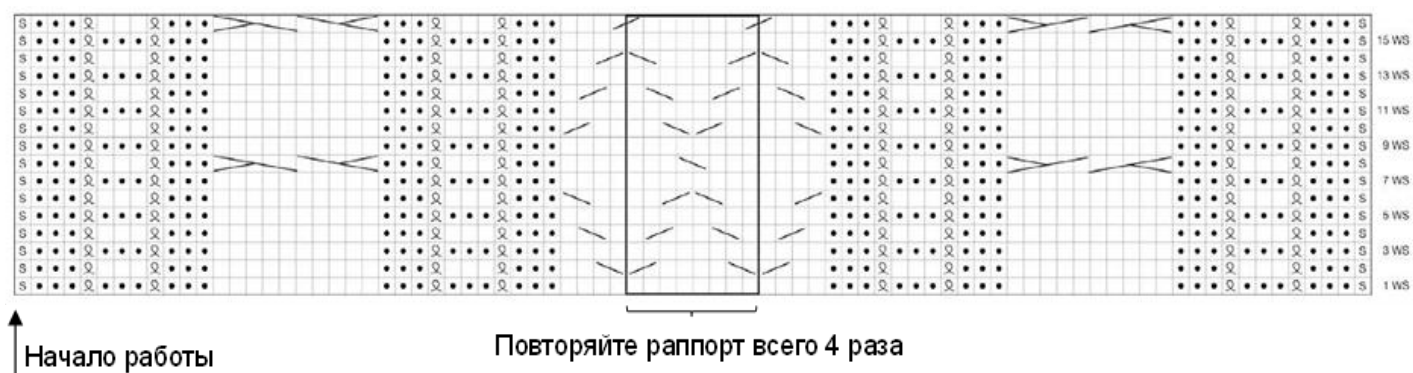 S S
S S 15 WS
S S
S S 13 WS
S S
S S 11 WS
S S
S S 9 WS
S S
S S 7 WS
S S
S S 5 WS
S S
S S 3 WS
S S
S S 1 WS
Повторяйте раппорт всего 4 раза
Начало работы